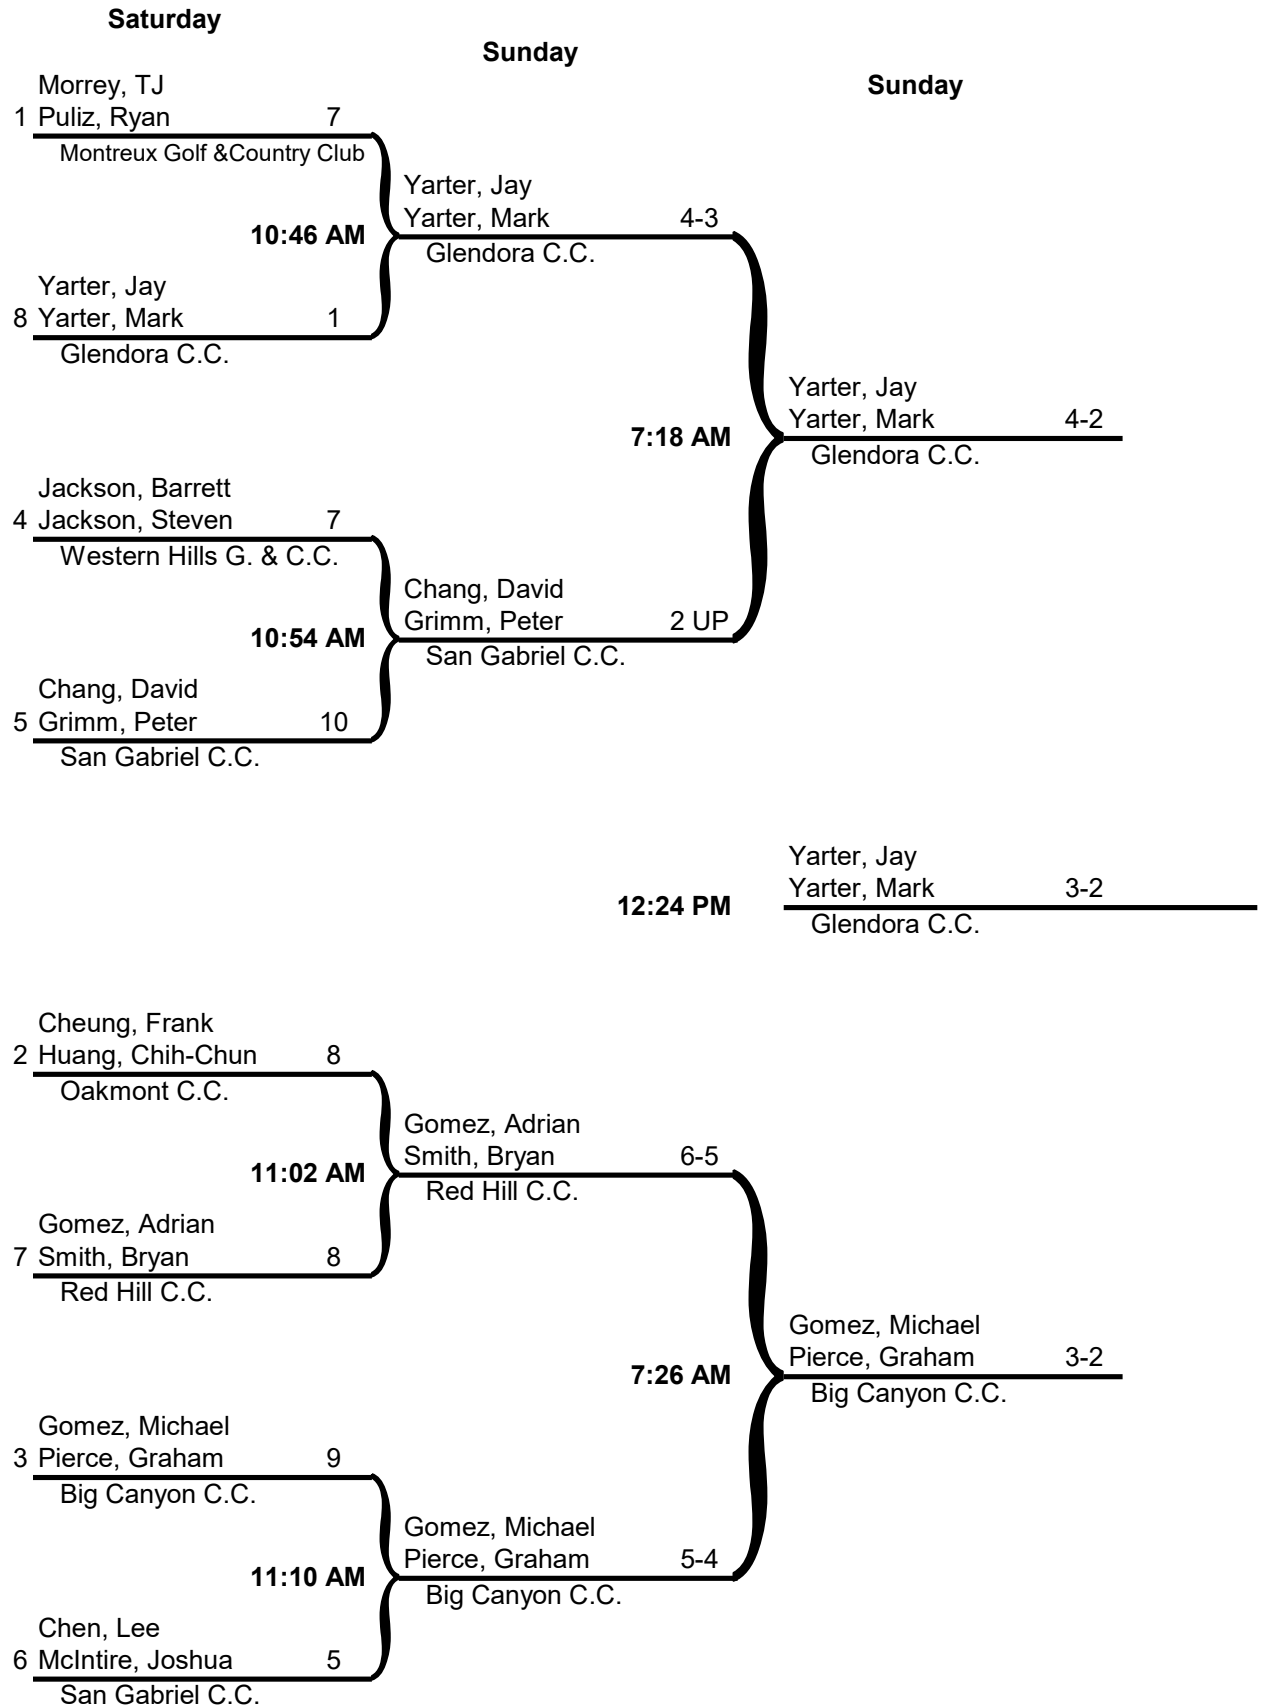 Saturday
Sunday
Sunday
Morrey, TJ
1 Puliz, Ryan 7
Montreux Golf &Country Club
Yarter, Jay
Yarter, Mark 4-3
10:46 AM
Glendora C.C.
Yarter, Jay
8 Yarter, Mark 1
Glendora C.C.
Yarter, Jay
Yarter, Mark 4-2
7:18 AM
Glendora C.C.
Jackson, Barrett
4 Jackson, Steven 7
Western Hills G. & C.C.
Chang, David
Grimm, Peter 2 UP
10:54 AM
San Gabriel C.C.
Chang, David
5 Grimm, Peter 10
San Gabriel C.C.
Yarter, Jay
Yarter, Mark 3-2
12:24 PM
Glendora C.C.
Cheung, Frank
2 Huang, Chih-Chun 8
Oakmont C.C.
Gomez, Adrian
Smith, Bryan 6-5
11:02 AM
Red Hill C.C.
Gomez, Adrian
7 Smith, Bryan 8
Red Hill C.C.
Gomez, Michael
Pierce, Graham 3-2
7:26 AM
Big Canyon C.C.
Gomez, Michael
3 Pierce, Graham 9
Big Canyon C.C.
Gomez, Michael
Pierce, Graham 5-4
11:10 AM
Big Canyon C.C.
Chen, Lee
6 McIntire, Joshua 5
San Gabriel C.C.